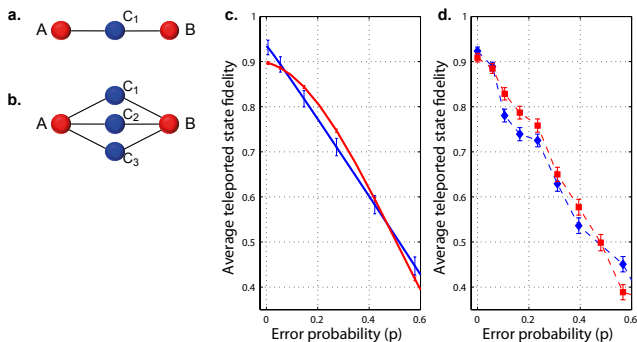 a.
A
C1
B
b.
A
C1
C2
C3
B
c.
Average teleported state fidelity
1
0.9
0.8
0.7
0.6
0.5
0.4
0
0.2
0.4
0.6
Error probability (p)
d.
Average teleported state fidelity
1
0.9
0.8
0.7
0.6
0.5
0.4
0
0.2
0.4
0.6
Error probability (p)